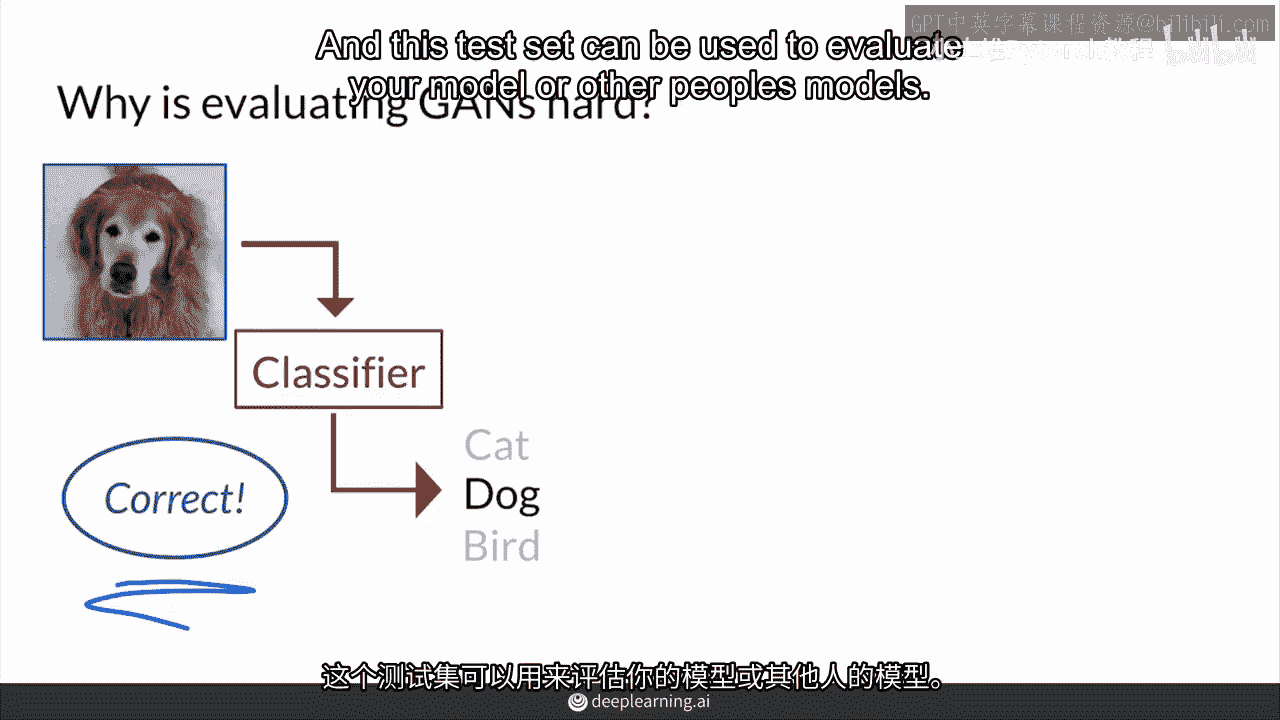 GPT中英字幕课程资源@bilibili.com
And this test set can be used to evaluate
your model or other peoples models.
Why is evaluating GANs hard?
Classifier
Correct!
Cat
Dog
Bird
这个测试集可以用来评估你的模型或其他人的模型。
deeplearning.ai